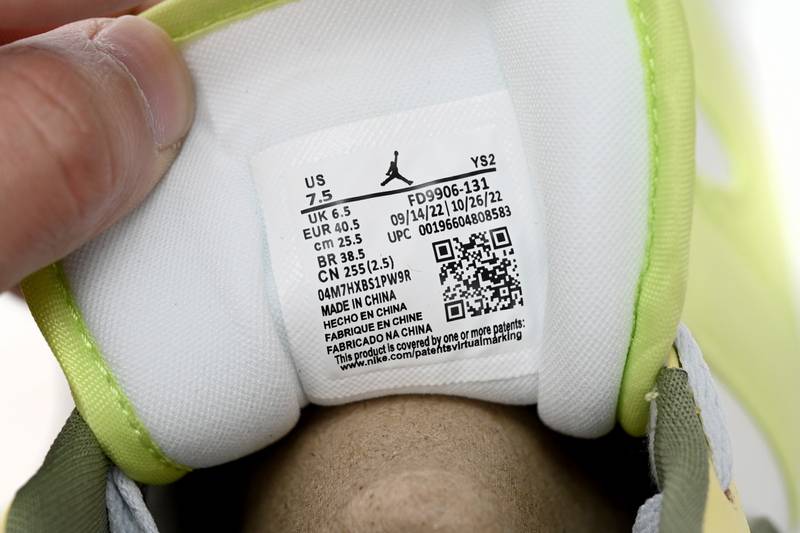 US
YS2
7.5
FD9906-131
UK 6.5
09/14/22|10/26/22
EUR 40.5
UPC 00196604808583
cm 25.5
BR 38.5
CN 255(2.5)
04M7HXBS1PW9R
MADE IN CHINA
HECHO EN CHINA
FABRIQUE EN CHINE
FABRICADO NA CHINA
This product is covered by one or more patents:
www.nike.com/patentsvirtualmarking